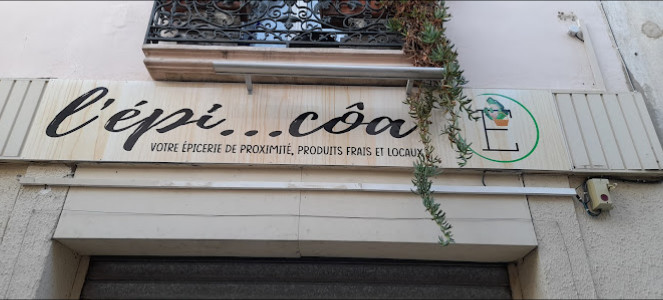 l'épi...côa
VOTRE ÉPICERIE DE PROXIMITÉ, PRODUITS FRAIS ET LOCAUX
E